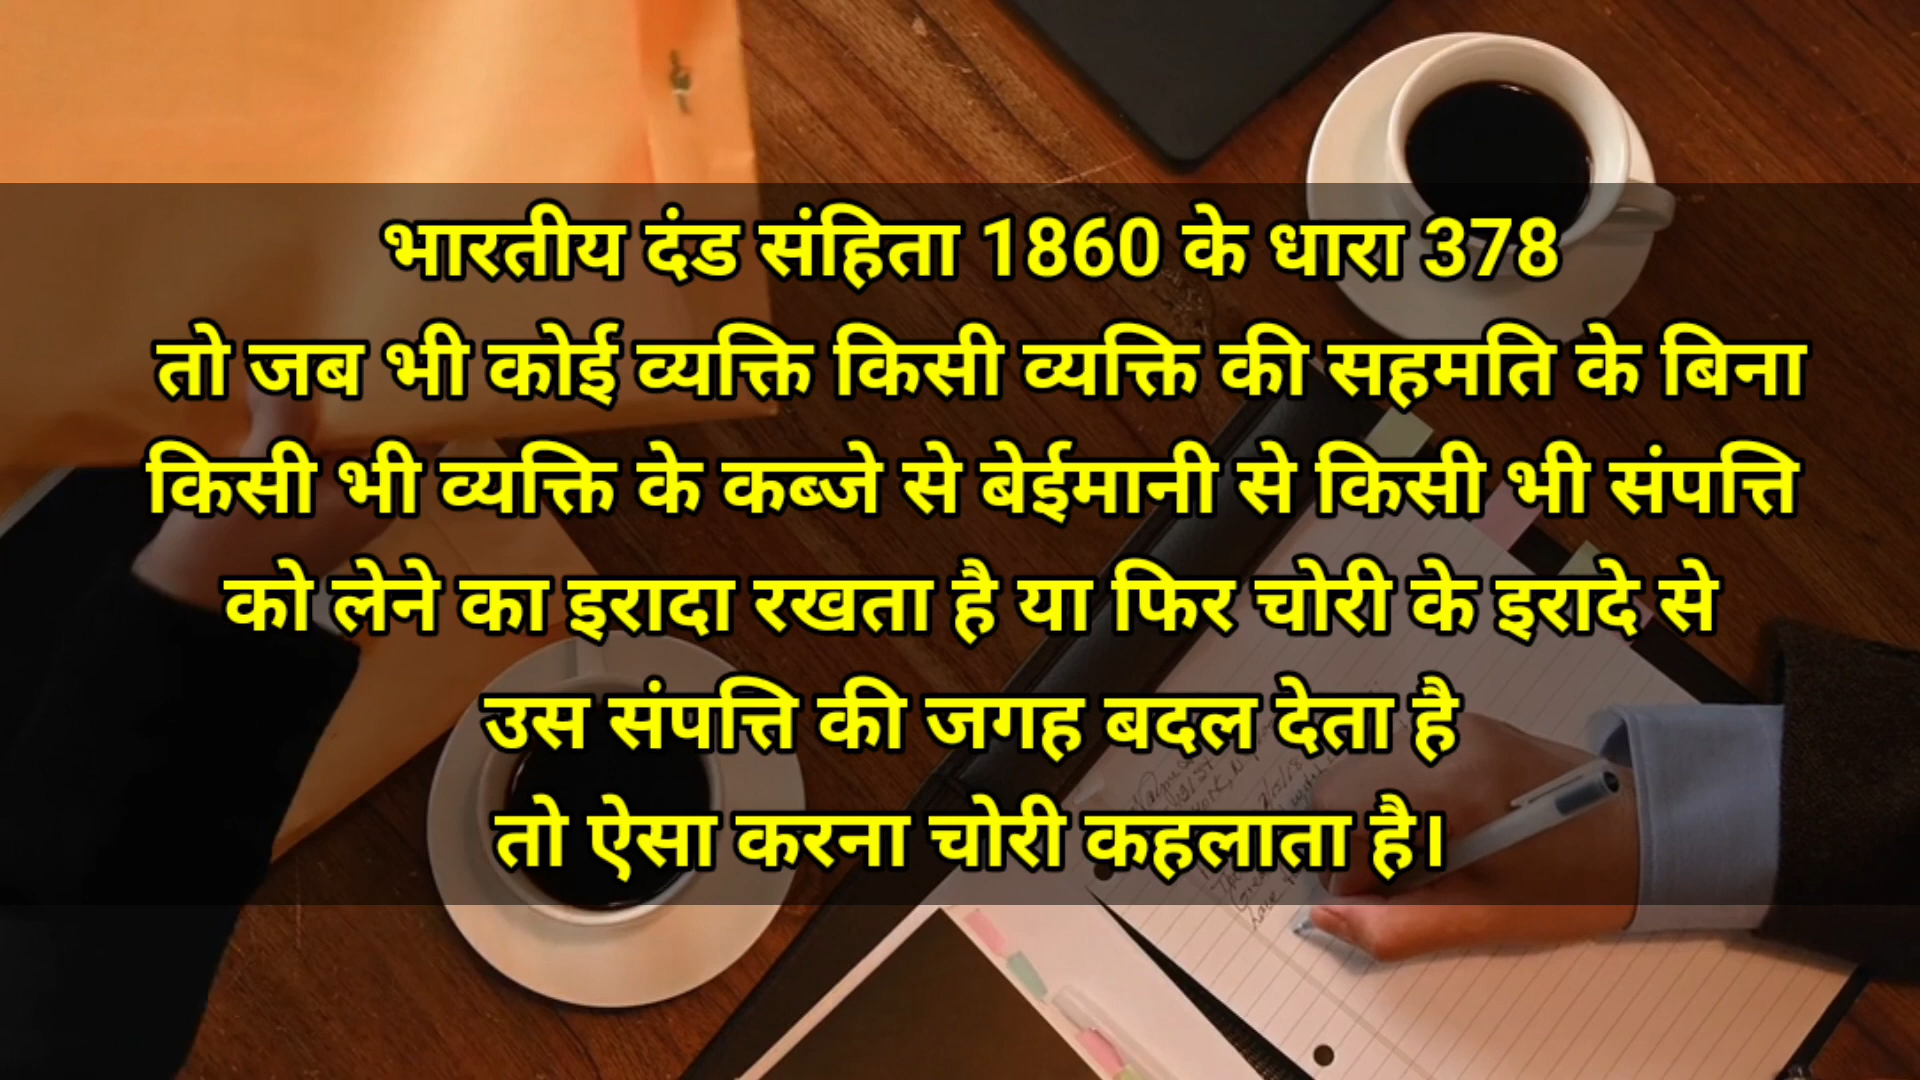 भारतीय दंड संहिता 1860 के धारा 378
तो जब भी कोई व्यक्ति किसी व्यक्ति की सहमति के बिना
किसी भी व्यक्ति के कब्जे से बेईमानी से किसी भी संपत्ति
को लेने का इरादा रखता है या फिर चोरी के इरादे से
उस संपत्ति की जगह बदल देता है
तो ऐसा करना चोरी कहलाता है।